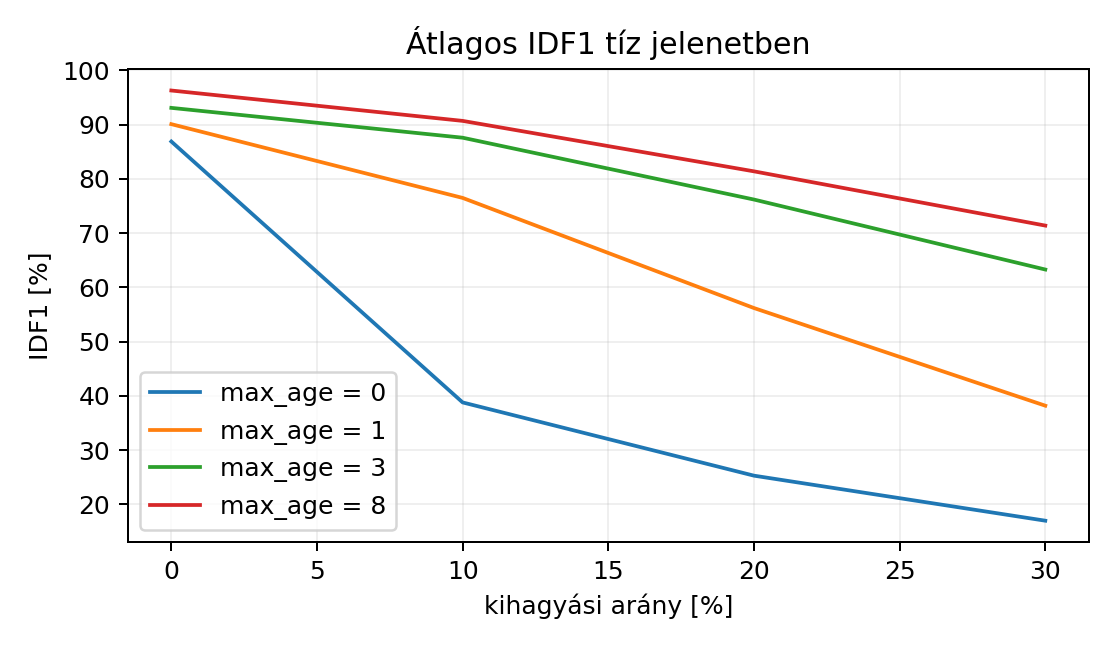 Átlagos IDF1 tíz jelenetben
IDF1 [%]
100
90
80
70
60
50
40
30
20
max_age = 0
max_age = 1
max_age = 3
max_age = 8
0 5 10 15 20 25 30
kihagyási arány [%]